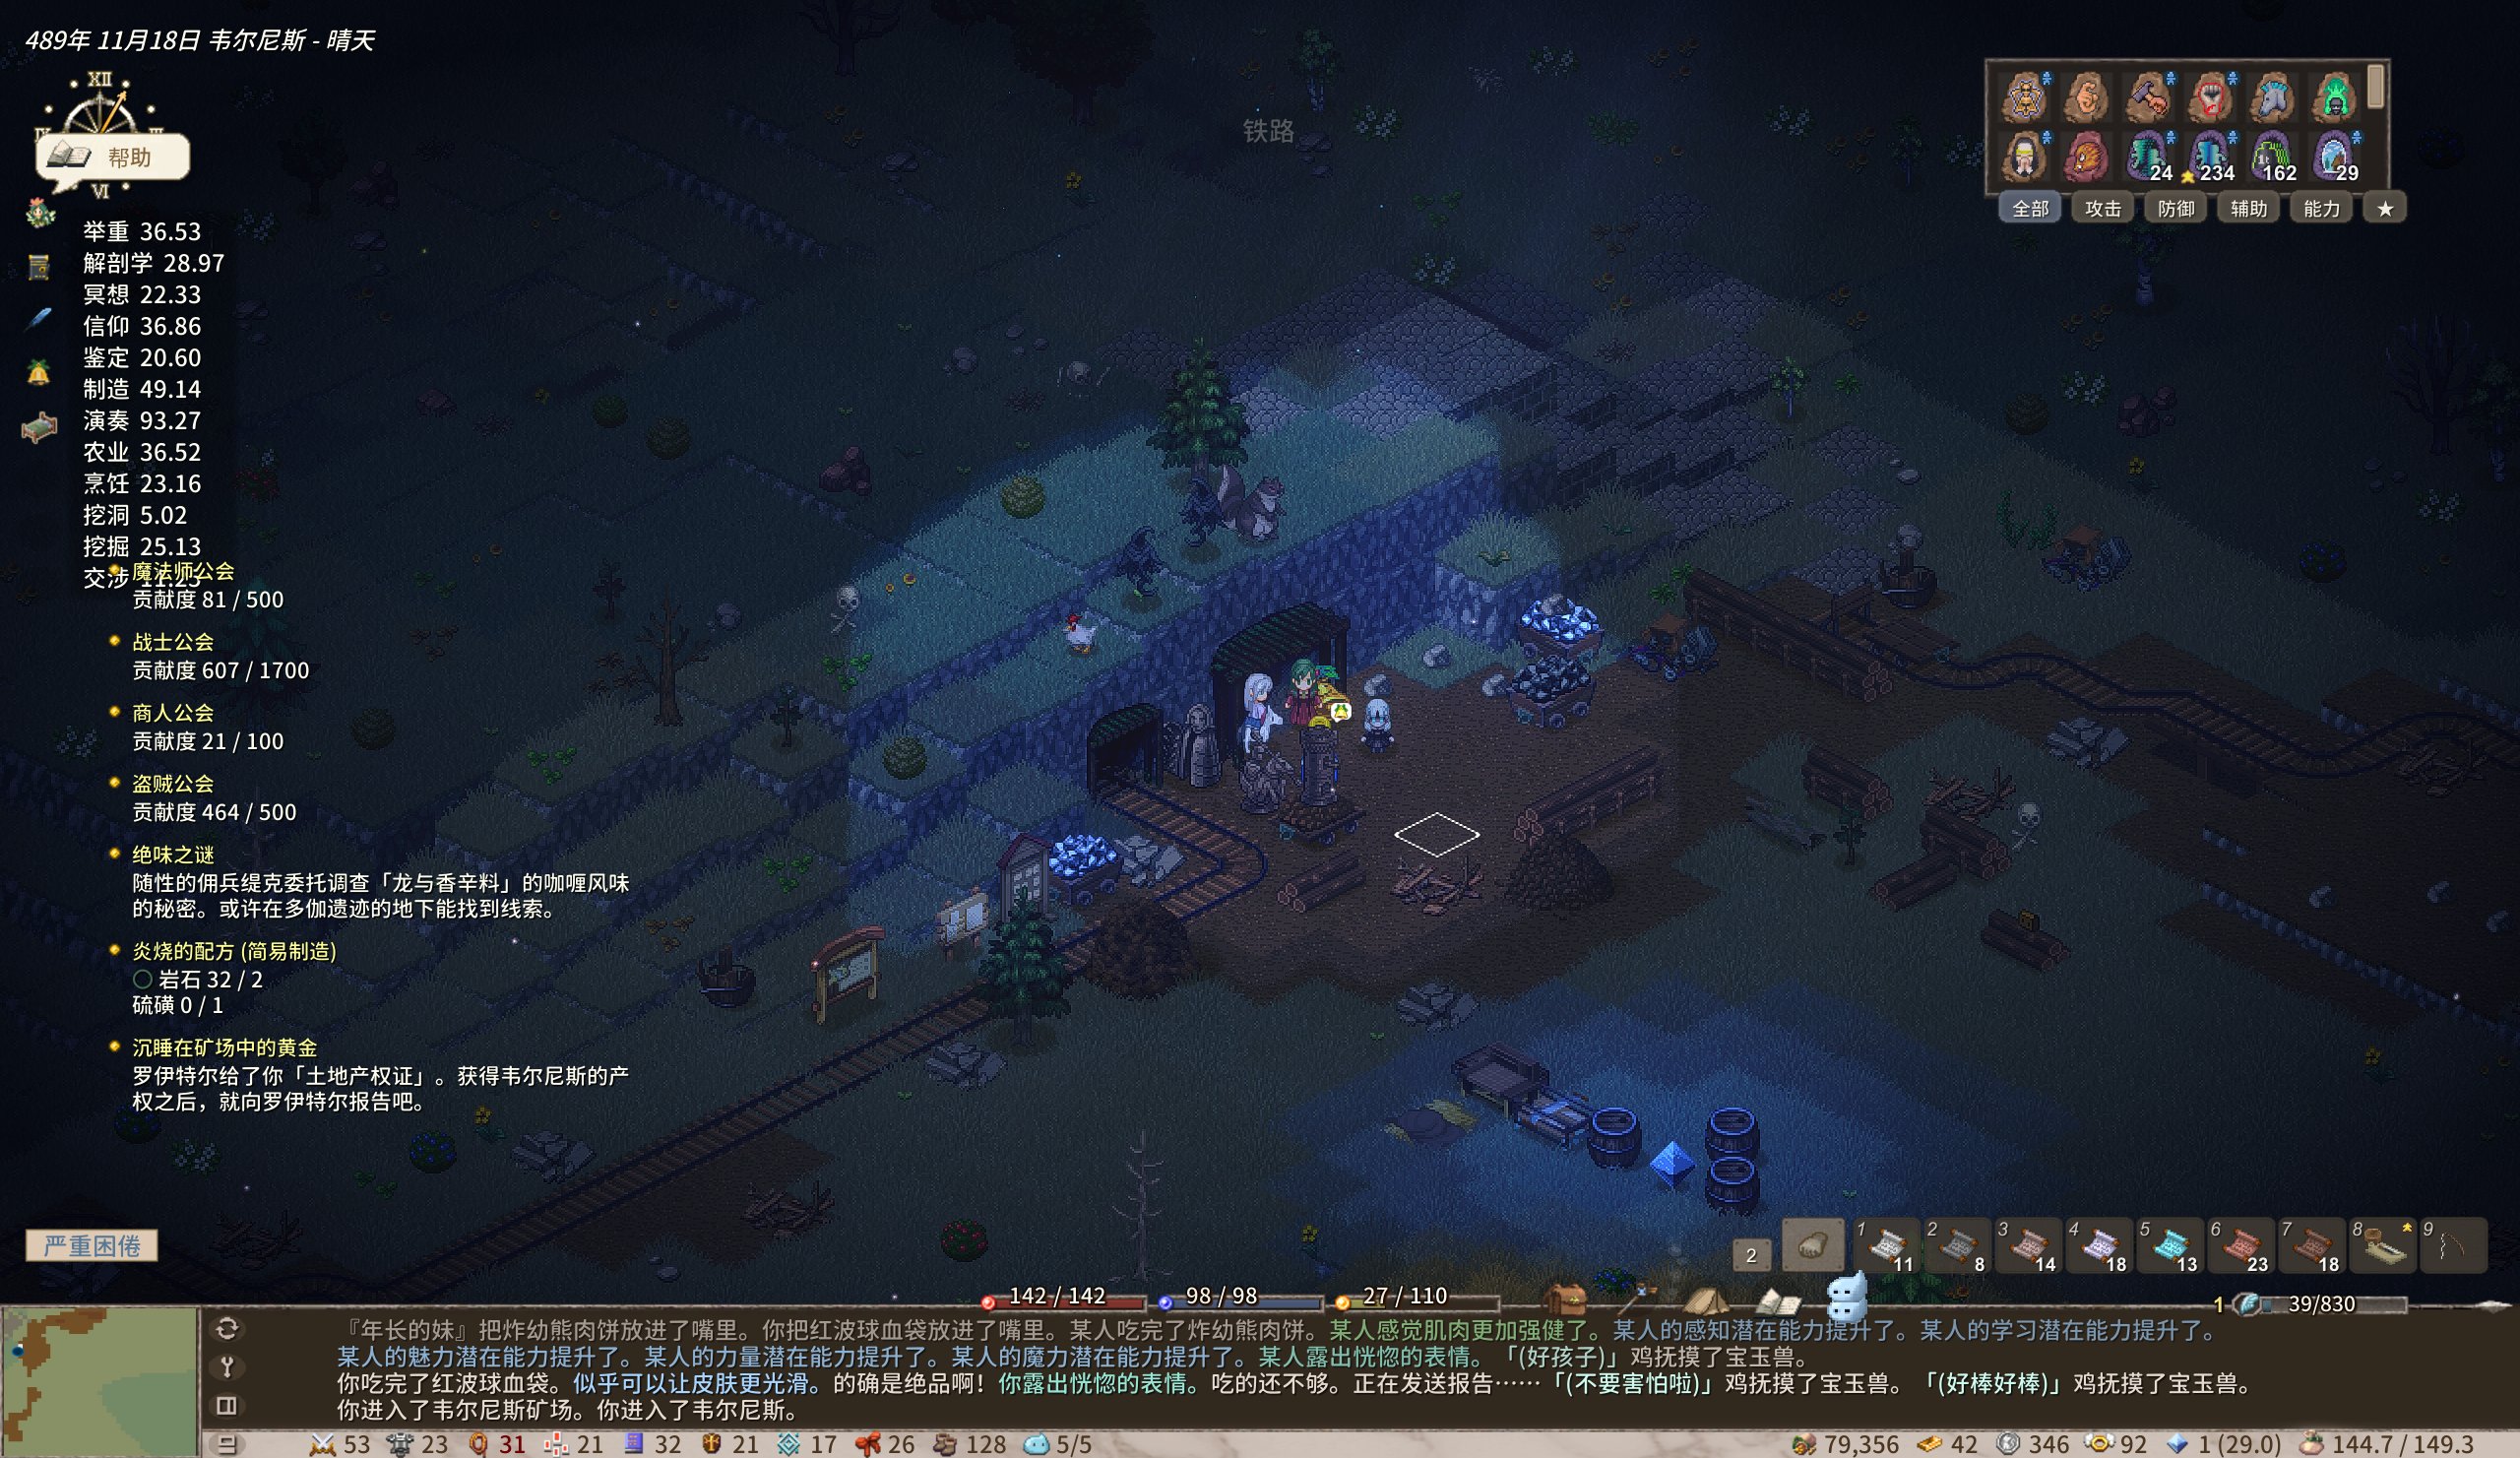 489年 11月18日 韦尔尼斯 - 晴天
XII
帮助
VI
举重 36.53
解剖学 28.97
冥想 22.33
信仰 36.86
鉴定 20.60
制造 49.14
演奏 93.27
农业 36.52
烹饪 23.16
挖洞 5.02
挖掘 25.13
交涉
魔法师公会
贡献度 81 / 500
战士公会
贡献度 607 / 1700
商人公会
贡献度 21 / 100
盗贼公会
贡献度 464 / 500
绝味之谜
随性的佣兵缇克委托调查「龙与香辛料」的咖喱风味
的秘密。或许在多伽遗迹的地下能找到线索。
炎烧的配方 (简易制造)
岩石 32 / 2
硫磺 0 / 1
沉睡在矿场中的黄金
罗伊特尔给了你「土地产权证」。获得韦尔尼斯的产
权之后，就向罗伊特尔报告吧。
铁路
24 234 162 29
全部 攻击 防御 辅助 能力 ★
严重困倦
2
1 2 3 4 5 6 7 8 9
11 8 14 18 13 23 18
142 / 142 98 / 98 27 / 110
1 39/830
『年长的妹』把炸幼熊肉饼放进了嘴里。你把红波球血袋放进了嘴里。某人吃完了炸幼熊肉饼。某人感觉肌肉更加强健了。某人的感知潜在能力提升了。某人的学习潜在能力提升了。
某人的魅力潜在能力提升了。某人的力量潜在能力提升了。某人的魔力潜在能力提升了。某人露出恍惚的表情。「(好孩子)」鸡抚摸了宝玉兽。
你吃完了红波球血袋。似乎可以让皮肤更光滑。的确是绝品啊！你露出恍惚的表情。吃的还不够。正在发送报告……「(不要害怕啦)」鸡抚摸了宝玉兽。「(好棒好棒)」鸡抚摸了宝玉兽。
你进入了韦尔尼斯矿场。你进入了韦尔尼斯。
53 23 31 21 32 21 17 26 128 5/5
79,356 42 346 92 1 (29.0) 144.7 / 149.3